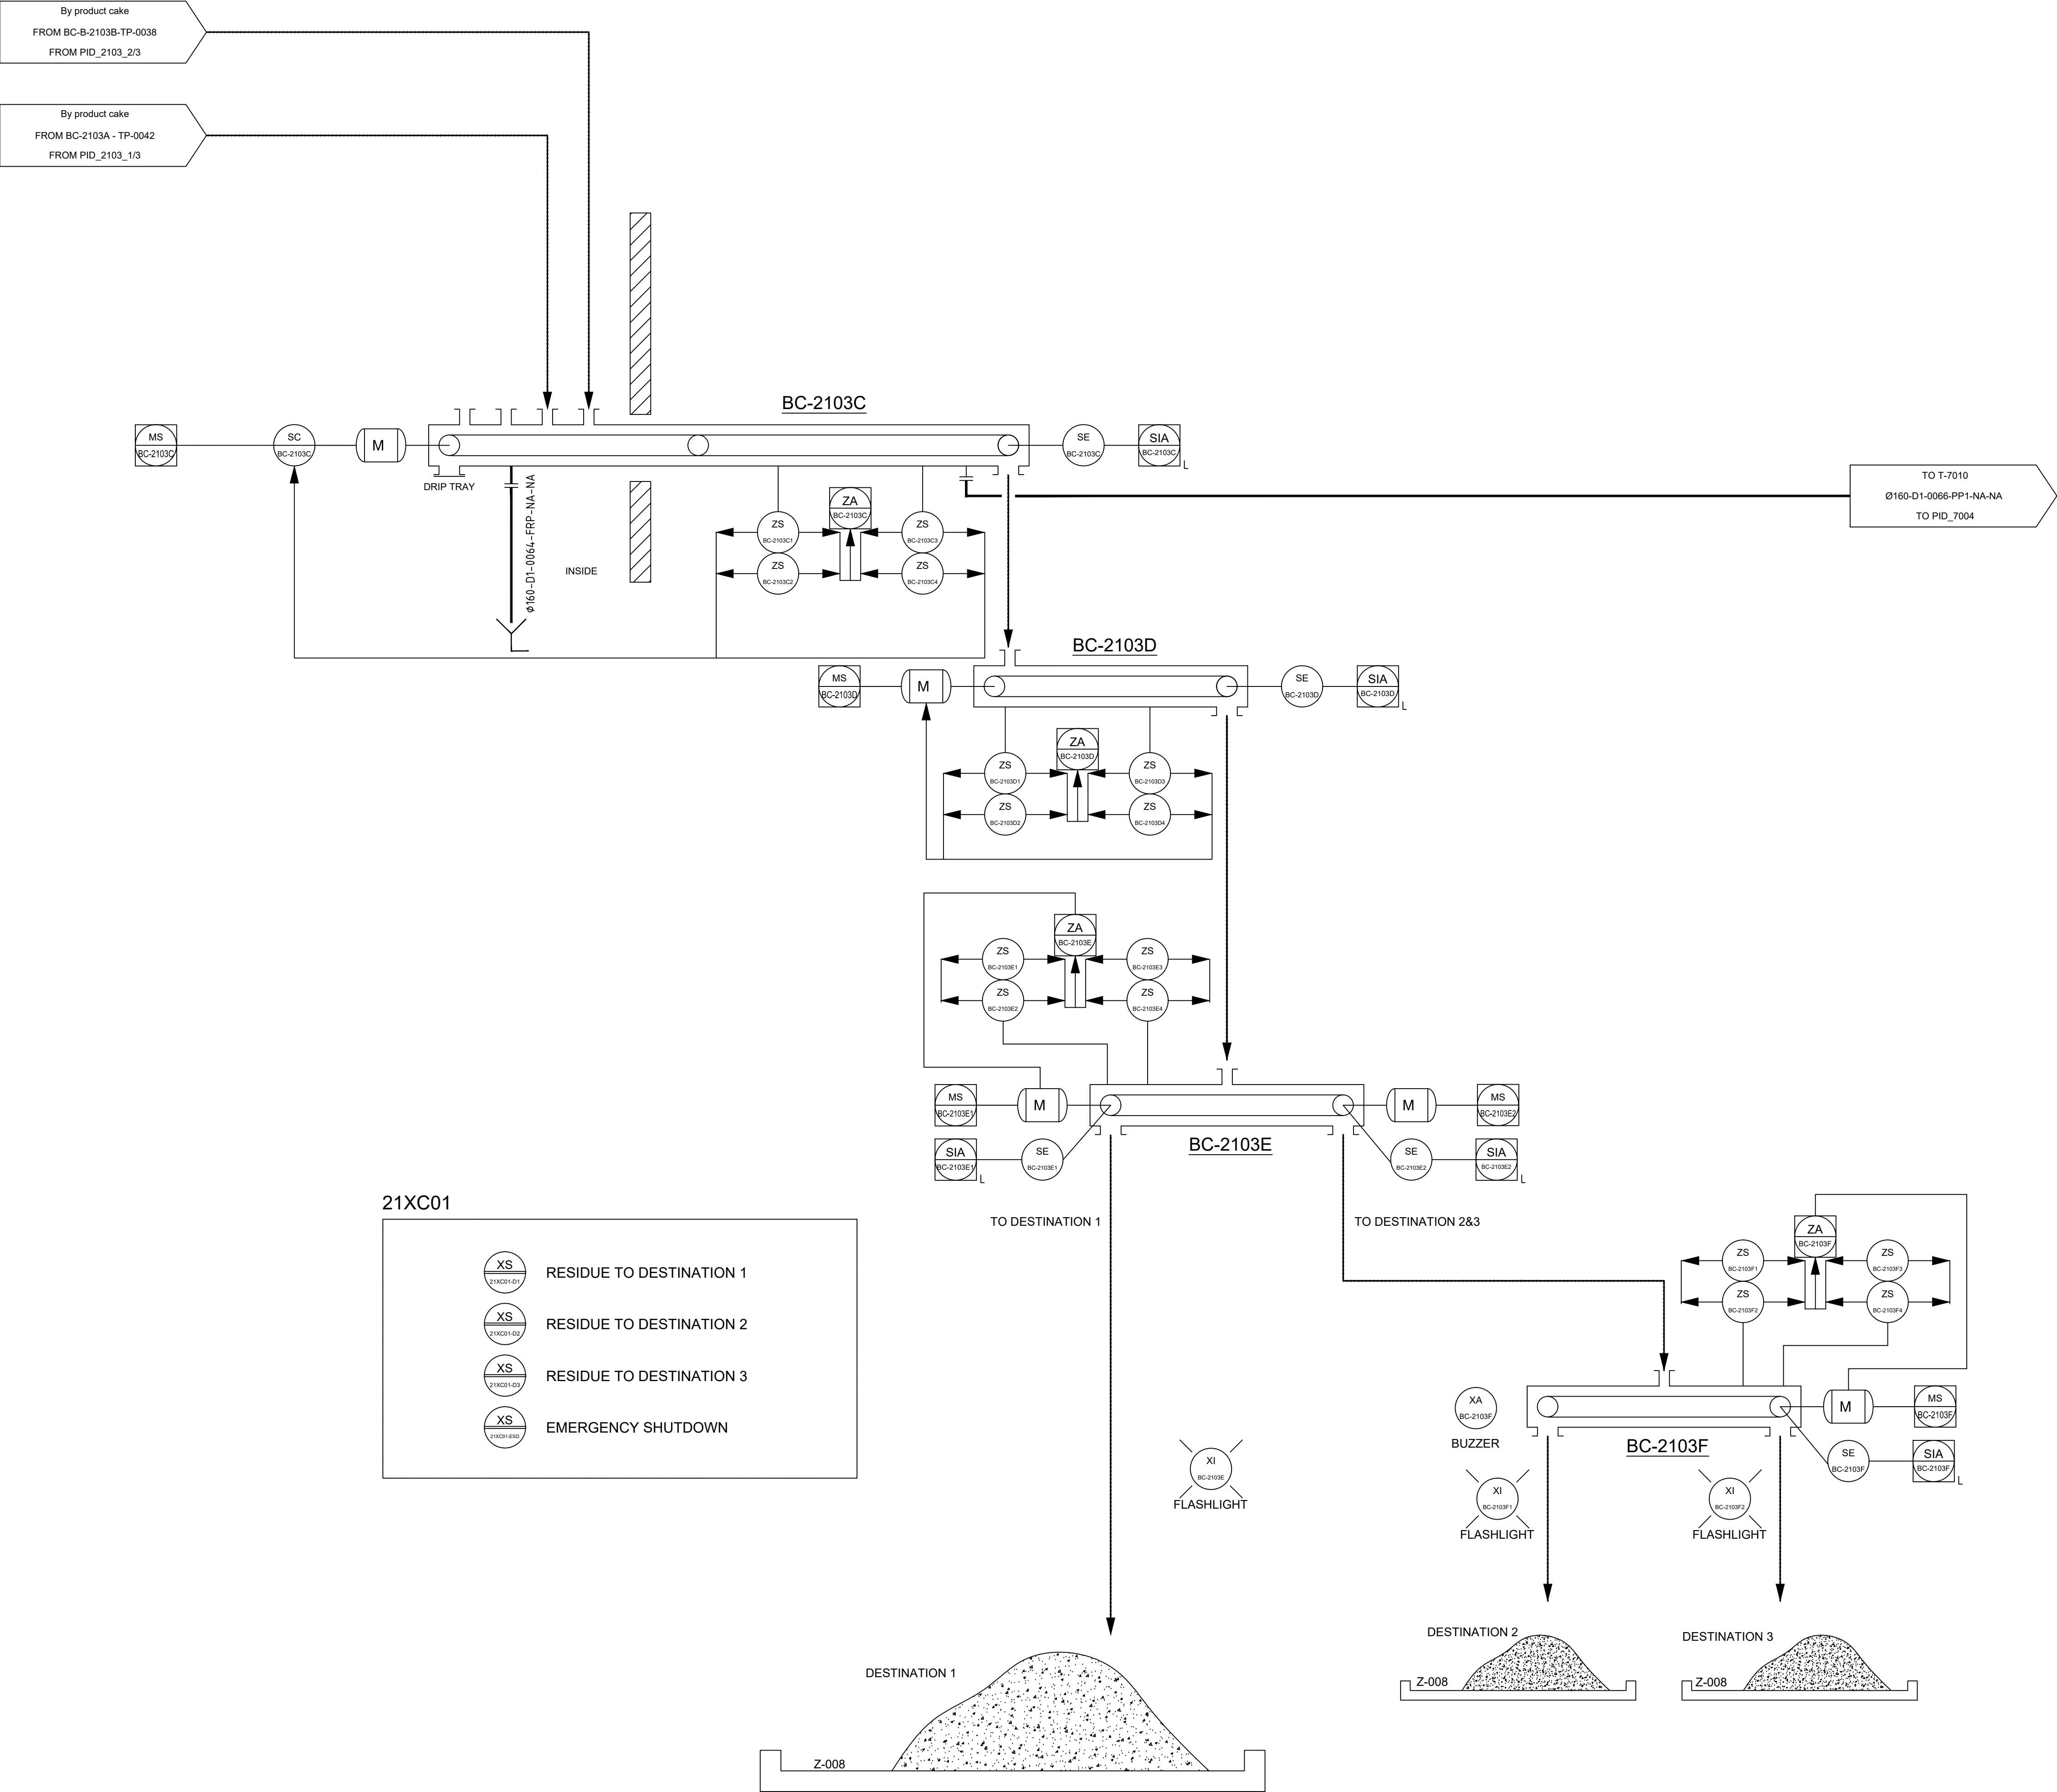 By product cake
FROM BC-B-2103B-TP-0038
FROM PID_2103_2/3
By product cake
FROM BC-2103A - TP-0042
FROM PID_2103_1/3
BC-2103C
MS
BC-2103C
SC
BC-2103C
M
SE
BC-2103C
SIA
BC-2103C
L
DRIP TRAY
Ø160-D1-0064-FRP-NA-NA
INSIDE
ZA
BC-2103C
ZS
BC-2103C1
ZS
BC-2103C2
ZS
BC-2103C3
ZS
BC-2103C4
TO T-7010
Ø160-D1-0066-PP1-NA-NA
TO PID_7004
BC-2103D
MS
BC-2103D
M
SE
BC-2103D
SIA
BC-2103D
L
ZA
BC-2103D
ZS
BC-2103D1
ZS
BC-2103D2
ZS
BC-2103D3
ZS
BC-2103D4
ZA
BC-2103E
ZS
BC-2103E1
ZS
BC-2103E2
ZS
BC-2103E3
ZS
BC-2103E4
MS
BC-2103E1
M
M
MS
BC-2103E2
BC-2103E
SIA
BC-2103E1
L
SE
BC-2103E1
SE
BC-2103E2
SIA
BC-2103E2
L
TO DESTINATION 1
TO DESTINATION 2&3
21XC01
XS
21XC01-D1
RESIDUE TO DESTINATION 1
XS
21XC01-D2
RESIDUE TO DESTINATION 2
XS
21XC01-D3
RESIDUE TO DESTINATION 3
XS
21XC01-ESD
EMERGENCY SHUTDOWN
ZA
BC-2103F
ZS
BC-2103F1
ZS
BC-2103F2
ZS
BC-2103F3
ZS
BC-2103F4
XA
BC-2103F
BUZZER
M
MS
BC-2103F
BC-2103F
SE
BC-2103F
SIA
BC-2103F
L
XI
BC-2103E
FLASHLIGHT
XI
BC-2103F1
FLASHLIGHT
XI
BC-2103F2
FLASHLIGHT
DESTINATION 1
Z-008
DESTINATION 2
Z-008
DESTINATION 3
Z-008